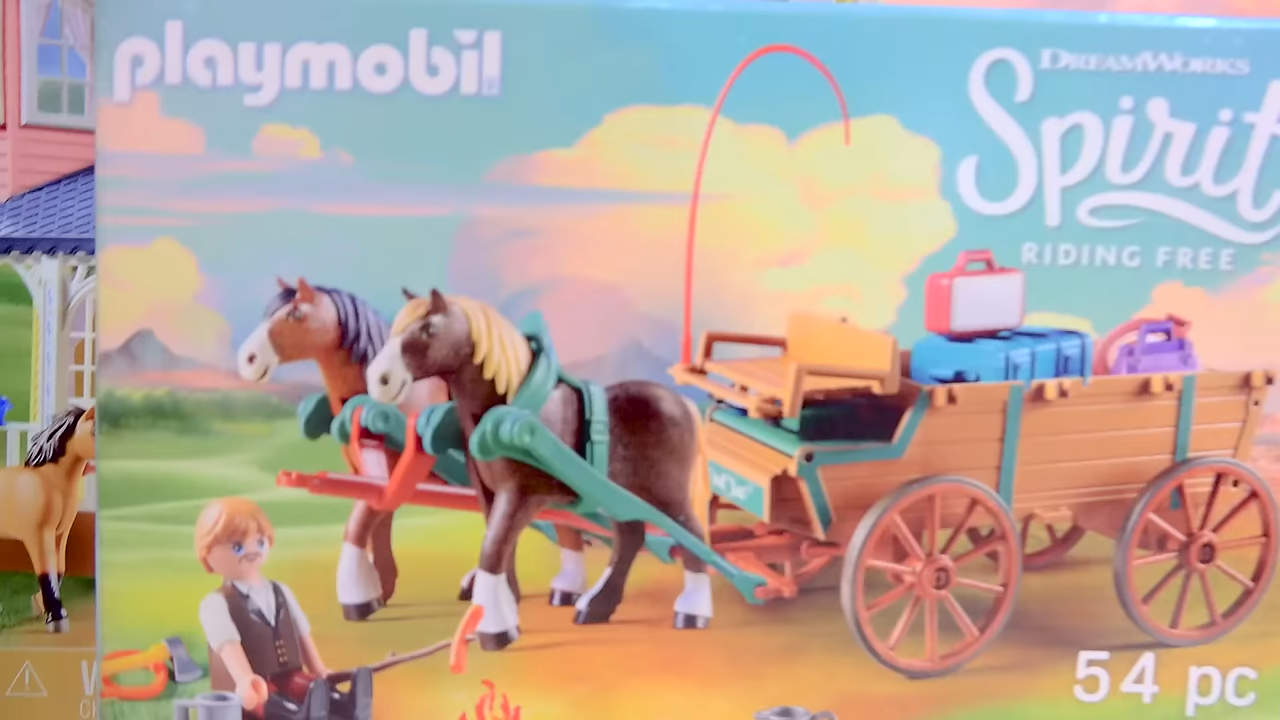 playmobil
DREAMWORKS
Spirit
RIDING FREE
54 pc